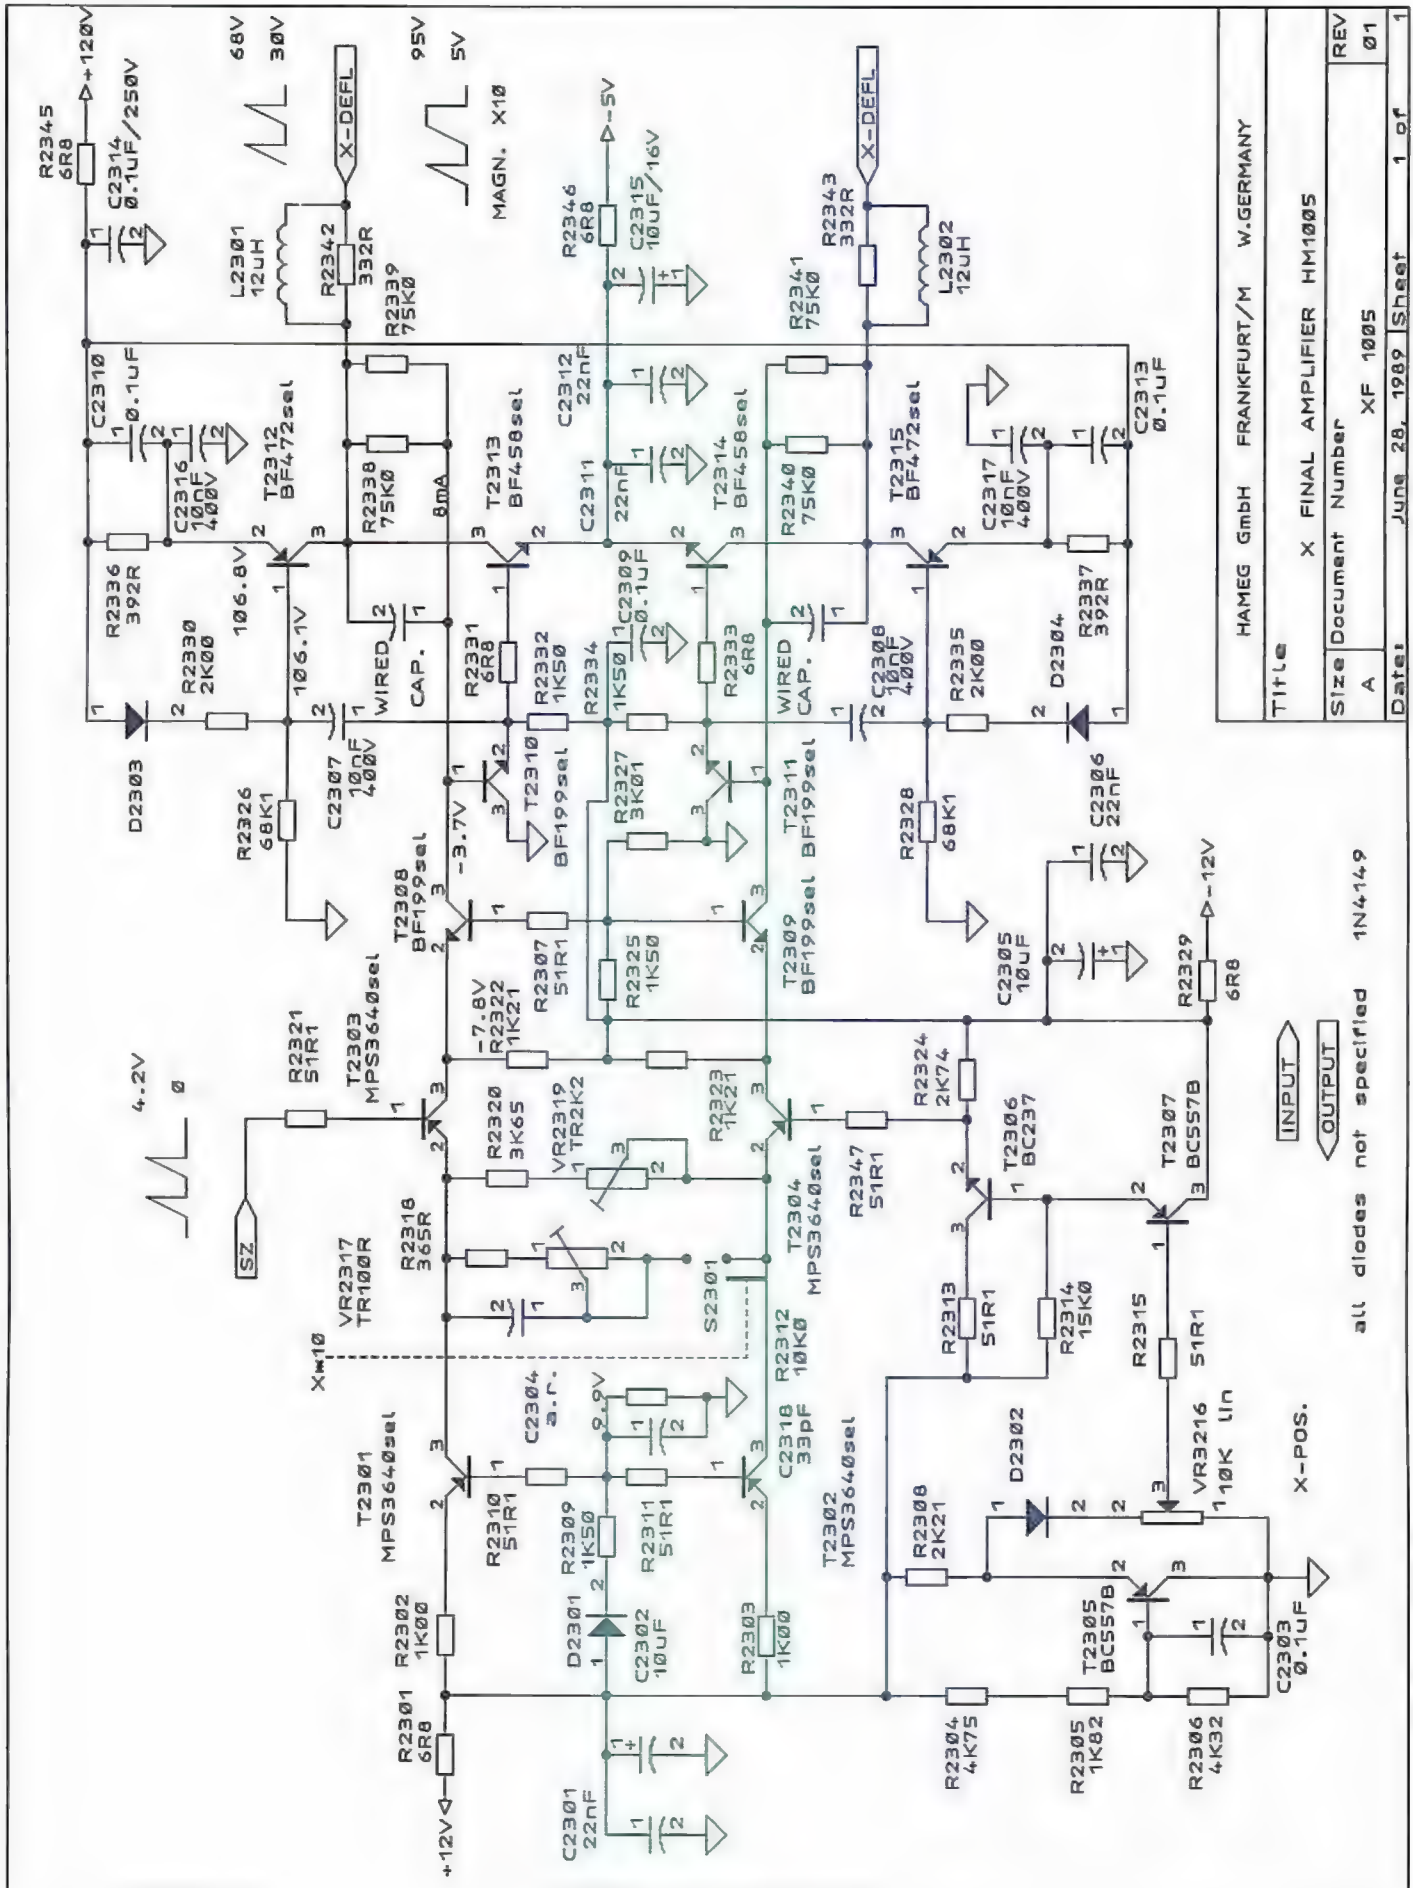 4.2V
0
SZ
R2321
51R1
T2303
MPS3640sel
X*10
VR2317
TR100R
R2318
365R
R2320
3K65
VR2319
TR2K2
-7.8V
R2322
1K21
T2301
MPS3640sel
R2302
1K00
R2301
6R8
+12V
R2310
51R1
R2309
1K50
R2311
51R1
D2301
C2302
10uF
C2301
22nF
R2303
1K00
C2304
a.r.
9.9V
S2301
R2312
10K0
C2318
33pF
T2302
MPS3640sel
T2304
MPS3640sel
R2323
1K21
R2347
51R1
R2324
2K74
T2306
BC237
R2313
51R1
R2314
15K0
T2307
BC557B
R2315
51R1
D2302
R2308
2K21
VR3216
10K lin
X-POS.
T2305
BC557B
R2304
4K75
R2305
1K82
R2306
4K32
C2303
0.1uF
R2345
6R8
+120V
C2314
0.1uF/250V
68V
30V
95V
5V
MAGN. X10
L2301
12uH
X-DEFL
R2342
332R
R2339
75K0
R2338
75K0
8mA
C2310
0.1uF
C2316
10nF
400V
T2312
BF472sel
R2336
392R
R2330
2K00
106.8V
106.1V
D2303
R2326
68K1
C2307
10nF
400V
WIRED
CAP.
T2308
BF199sel
-3.7V
T2310
BF199sel
R2331
6R8
R2332
1K50
R2334
1K50
T2313
BF458sel
C2311
22nF
C2312
22nF
R2346
6R8
-5V
C2315
10uF/16V
C2309
0.1uF
T2314
BF458sel
R2333
6R8
R2327
3K01
R2307
51R1
R2325
1K50
T2309
BF199sel
T2311
BF199sel
WIRED
CAP.
R2340
75K0
R2341
75K0
R2343
332R
L2302
12uH
X-DEFL
T2315
BF472sel
C2308
10nF
400V
R2335
2K00
D2304
R2337
392R
C2317
10nF
400V
C2313
0.1uF
R2328
68K1
C2306
22nF
C2305
10uF
R2329
6R8
-12V
INPUT
OUTPUT
all diodes not specified 1N4149
HAMEG GmbH FRANKFURT/M W.GERMANY
Title
X FINAL AMPLIFIER HM1005
Size Document Number REV
A XF 1005 01
Date: June 28, 1989 Sheet 1 of 1